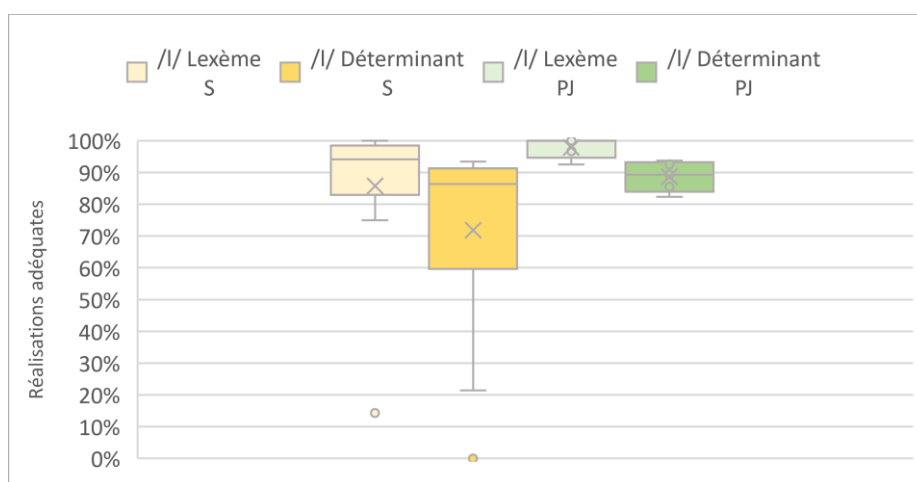 /l/ Lexème S
/l/ Déterminant S
/l/ Lexème PJ
/l/ Déterminant PJ
Réalisations adéquates
100%
90%
80%
70%
60%
50%
40%
30%
20%
10%
0%